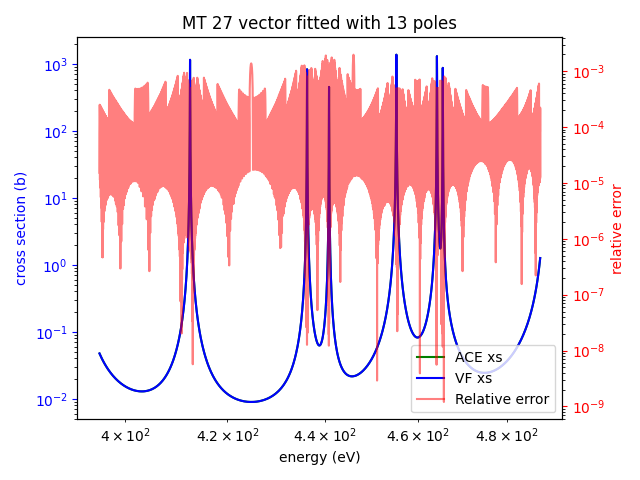 MT 27 vector fitted with 13 poles
cross section (b)
10³
10²
10¹
10⁰
10⁻¹
10⁻²
relative error
10⁻³
10⁻⁴
10⁻⁵
10⁻⁶
10⁻⁷
10⁻⁸
10⁻⁹
ACE xs
VF xs
Relative error
4 × 10² 4.2 × 10² 4.4 × 10² 4.6 × 10² 4.8 × 10²
energy (eV)